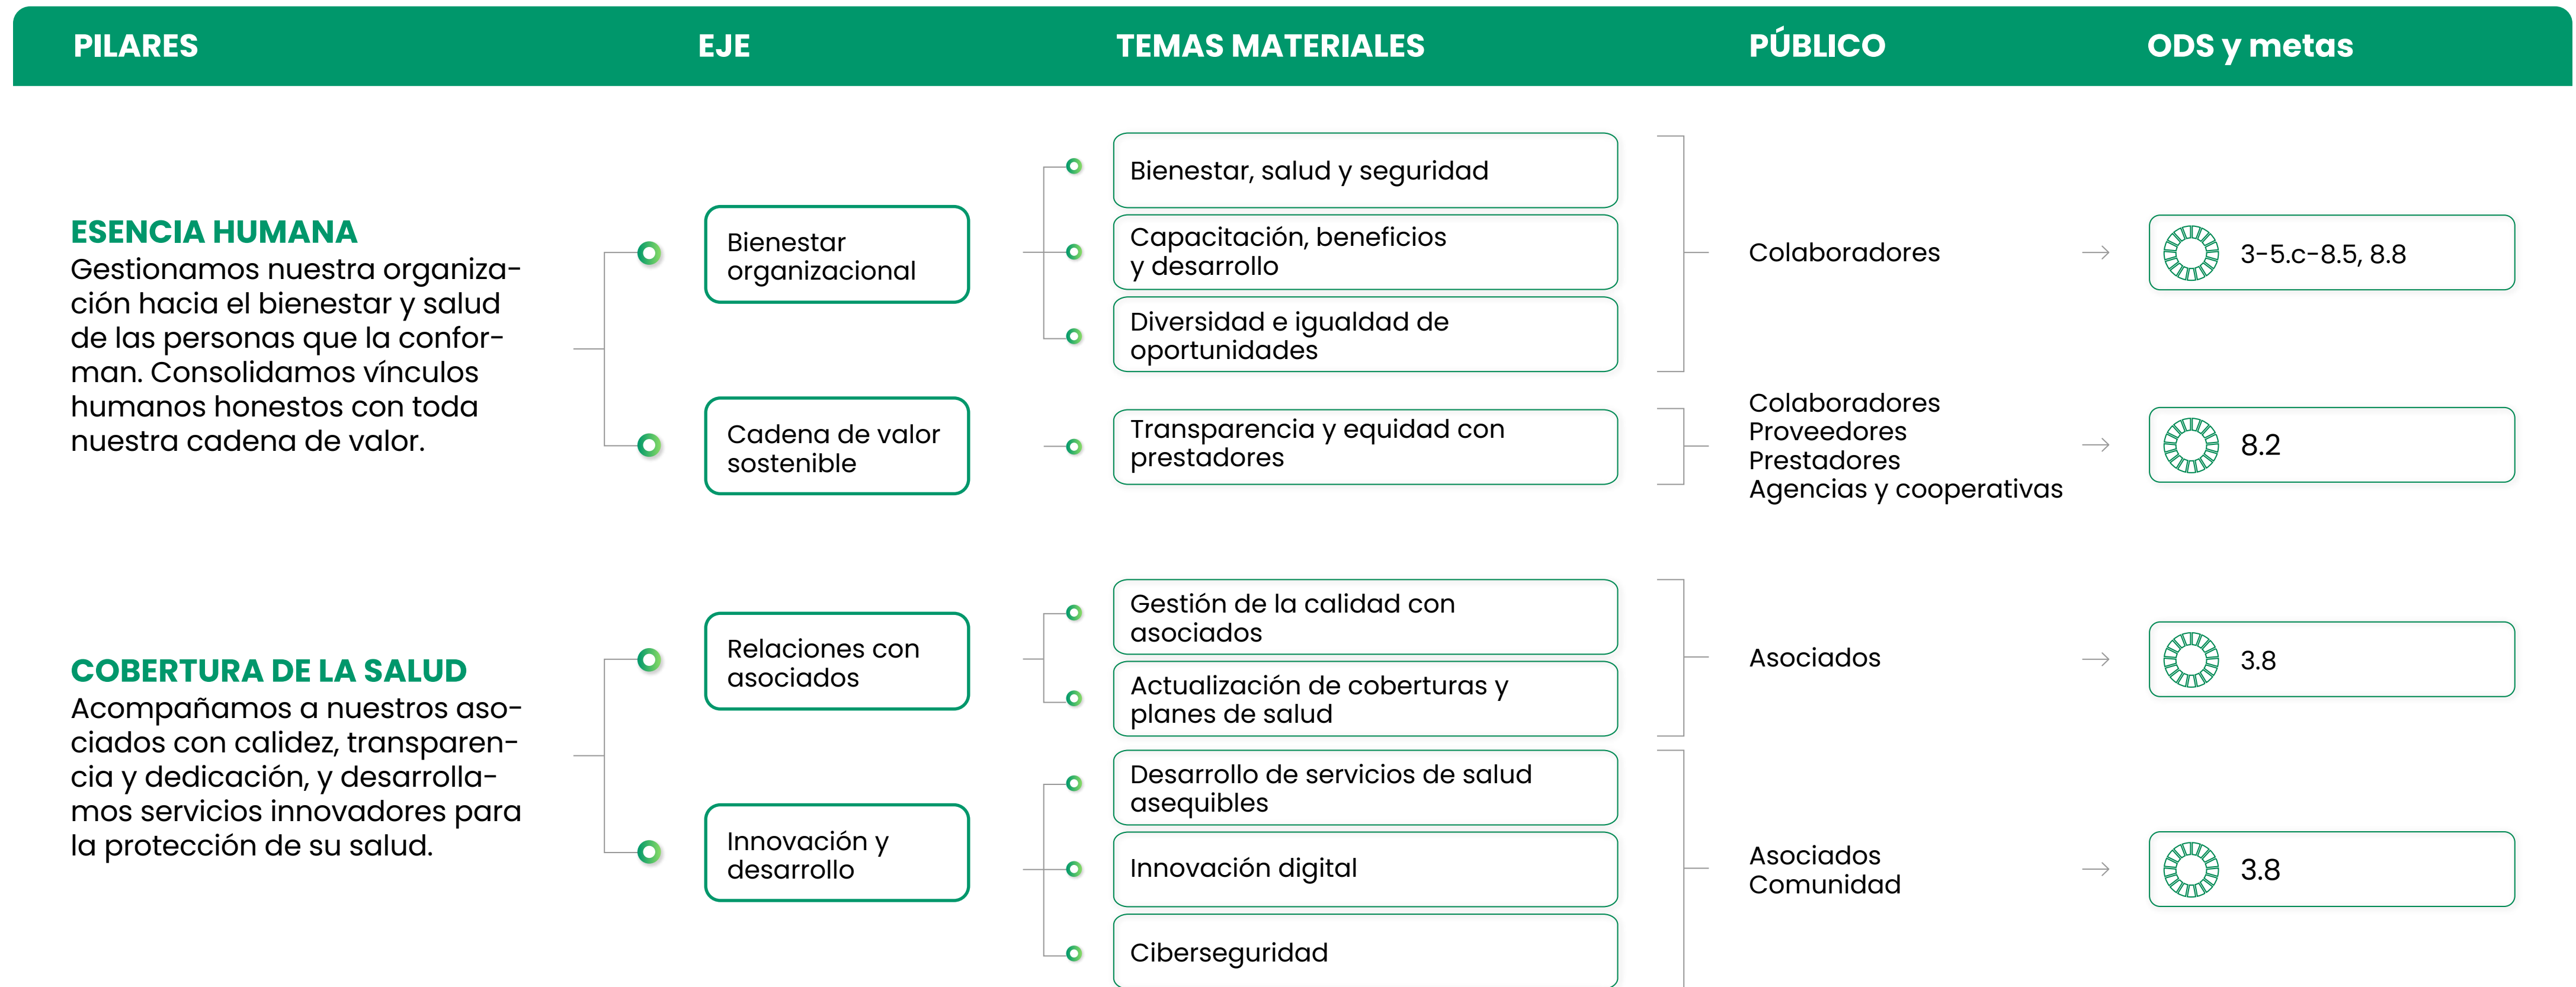 PILARES
EJE
TEMAS MATERIALES
PÚBLICO
ODS y metas
ESENCIA HUMANA
Gestionamos nuestra organiza-
ción hacia el bienestar y salud
de las personas que la confor-
man. Consolidamos vínculos
humanos honestos con toda
nuestra cadena de valor.
Bienestar
organizacional
Bienestar, salud y seguridad
Capacitación, beneficios
y desarrollo
Diversidad e igualdad de
oportunidades
Colaboradores
3-5.c-8.5, 8.8
Cadena de valor
sostenible
Transparencia y equidad con
prestadores
Colaboradores
Proveedores
Prestadores
Agencias y cooperativas
8.2
COBERTURA DE LA SALUD
Acompañamos a nuestros aso-
ciados con calidez, transparen-
cia y dedicación, y desarrolla-
mos servicios innovadores para
la protección de su salud.
Relaciones con
asociados
Gestión de la calidad con
asociados
Actualización de coberturas y
planes de salud
Asociados
3.8
Innovación y
desarrollo
Desarrollo de servicios de salud
asequibles
Innovación digital
Ciberseguridad
Asociados
Comunidad
3.8